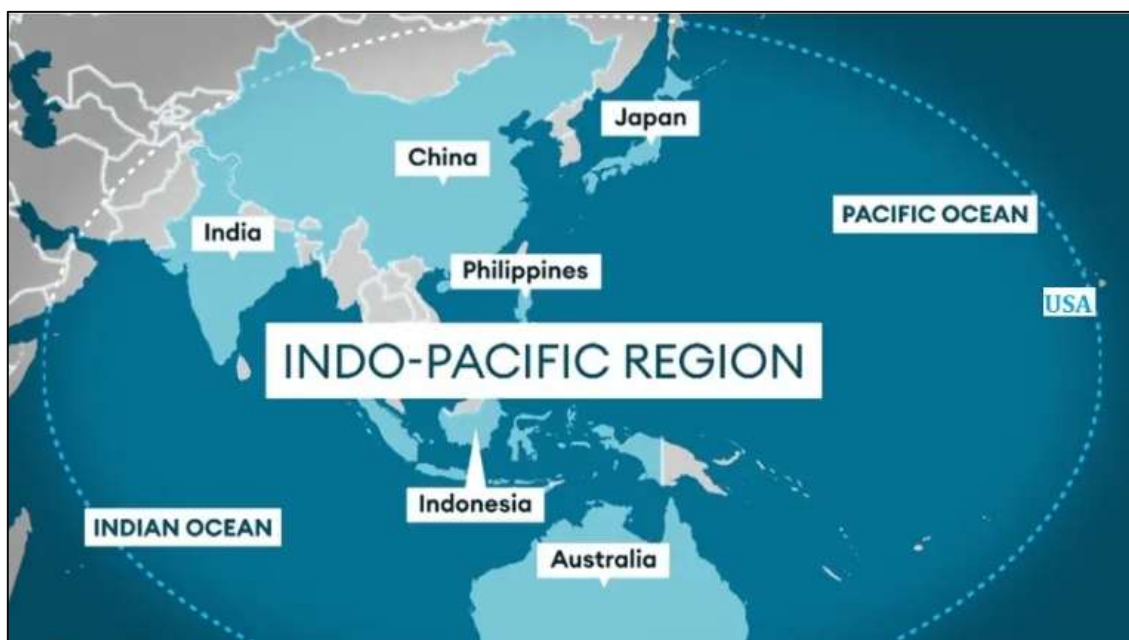 Japan
China
PACIFIC OCEAN
India
Philippines
USA
INDO-PACIFIC REGION
Indonesia
INDIAN OCEAN
Australia